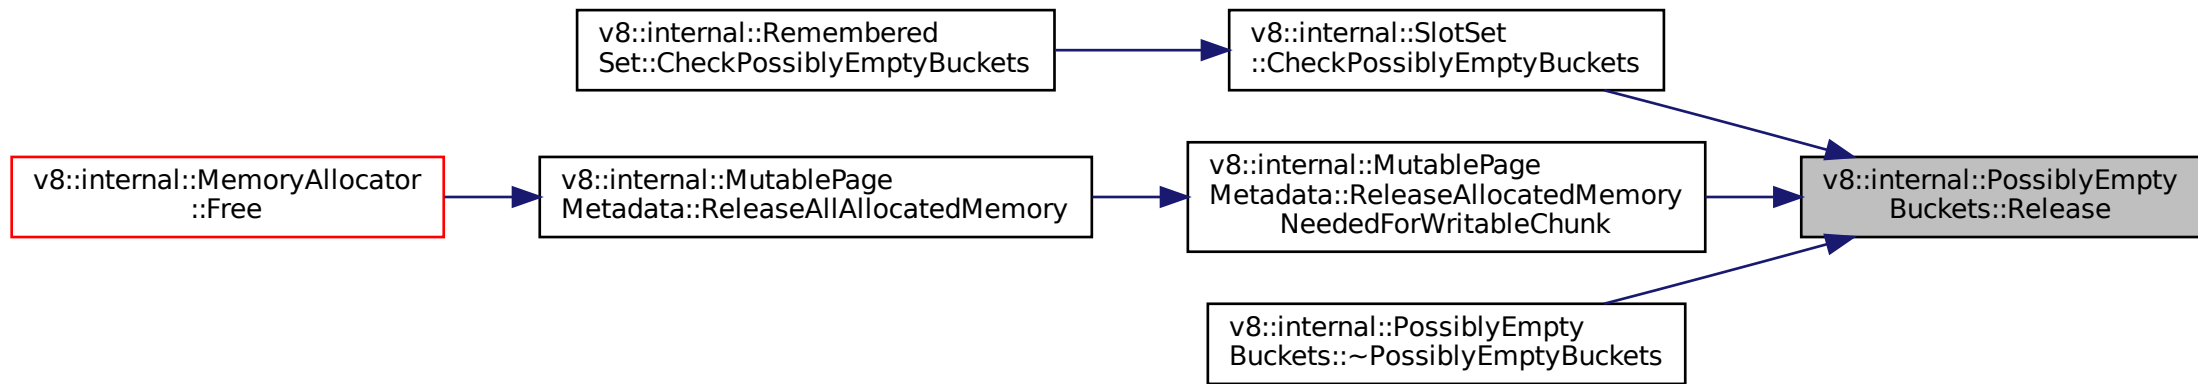 v8::internal::Remembered
Set::CheckPossiblyEmptyBuckets
v8::internal::SlotSet
::CheckPossiblyEmptyBuckets
v8::internal::MemoryAllocator
::Free
v8::internal::MutablePage
Metadata::ReleaseAllAllocatedMemory
v8::internal::MutablePage
Metadata::ReleaseAllocatedMemory
NeededForWritableChunk
v8::internal::PossiblyEmpty
Buckets::Release
v8::internal::PossiblyEmpty
Buckets::~PossiblyEmptyBuckets